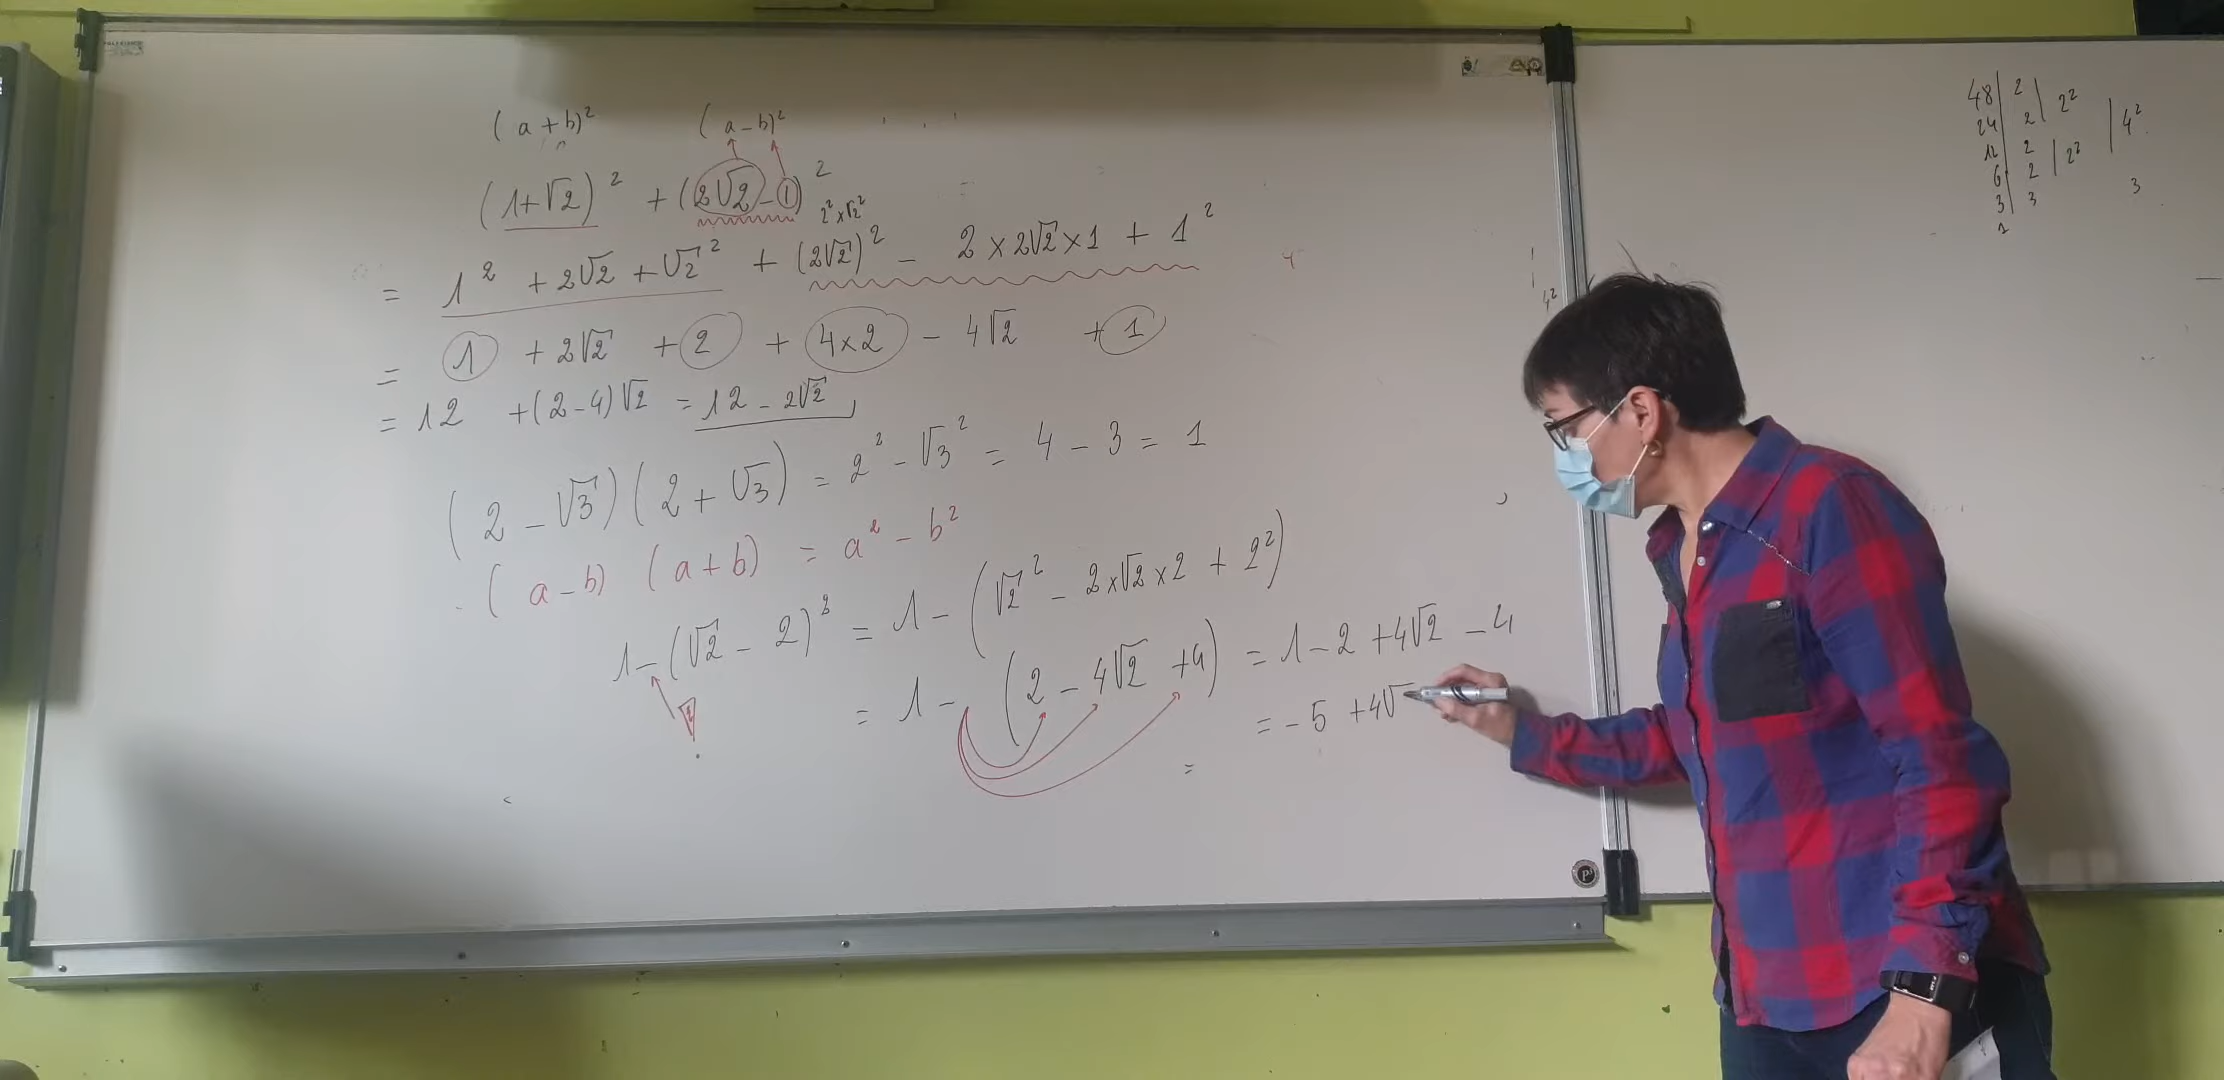 (a+b)² (a-b)²
(1+√2)² + (2√2-1)²
2²×√2²
= 1² + 2√2 + √2² + (2√2)² - 2×2√2×1 + 1²
= 1 + 2√2 + 2 + 4×2 - 4√2 + 1
= 12 + (2-4)√2 = 12 - 2√2
(2-√3)(2+√3) = 2² - √3² = 4 - 3 = 1
(a-b) (a+b) = a² - b²
1-(√2-2)² = 1-(√2² - 2×√2×2 + 2²)
= 1-(2 - 4√2 +4) = 1-2 +4√2 -4
= -5 +4√
=
48 | 2 | 2² | 4²
24 | 2
12 | 2 | 2²
6 | 2
3 | 3 3
1
4²